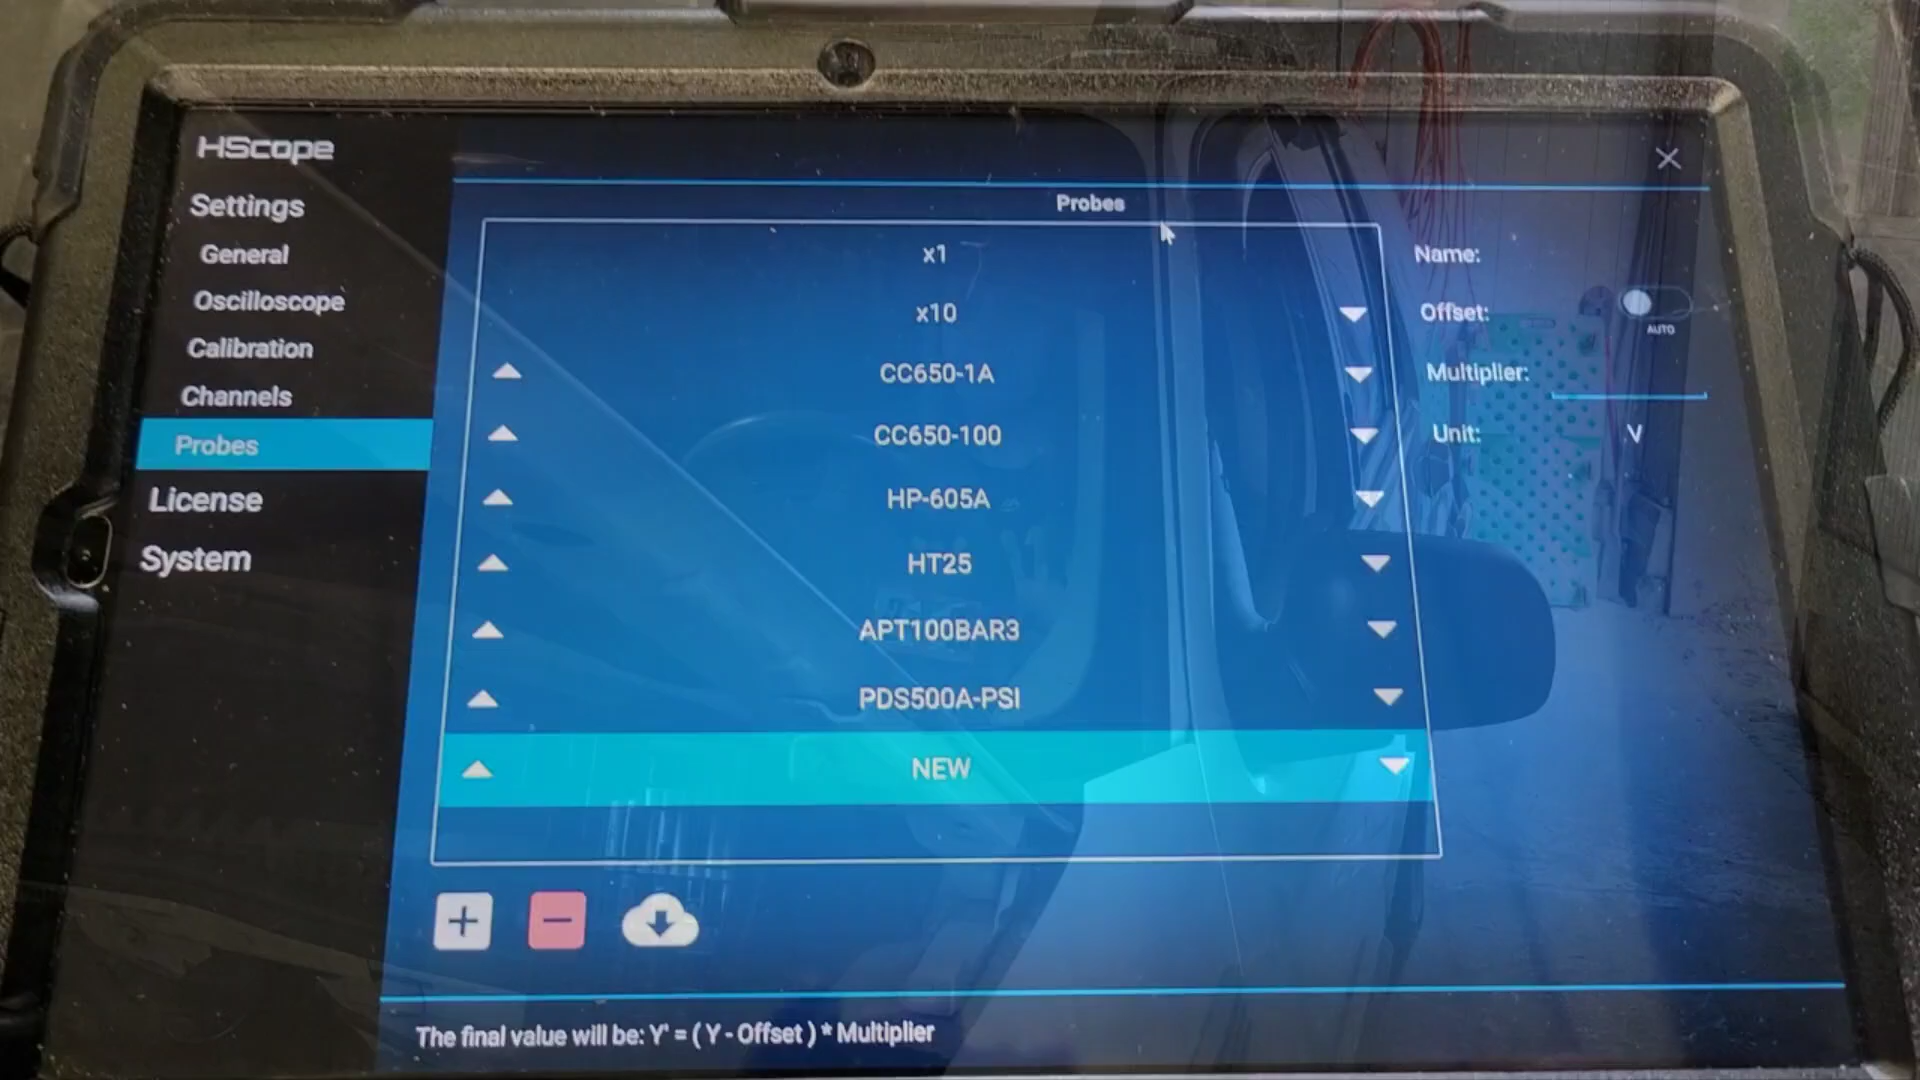 HScope
Settings
General
Oscilloscope
Calibration
Channels
Probes
License
System
Probes
x1
x10
CC650-1A
CC650-100
HP-605A
HT25
APT100BAR3
PDS500A-PSI
NEW
Name:
Offset:
AUTO
Multiplier:
Unit: V
The final value will be: Y' = ( Y - Offset ) * Multiplier